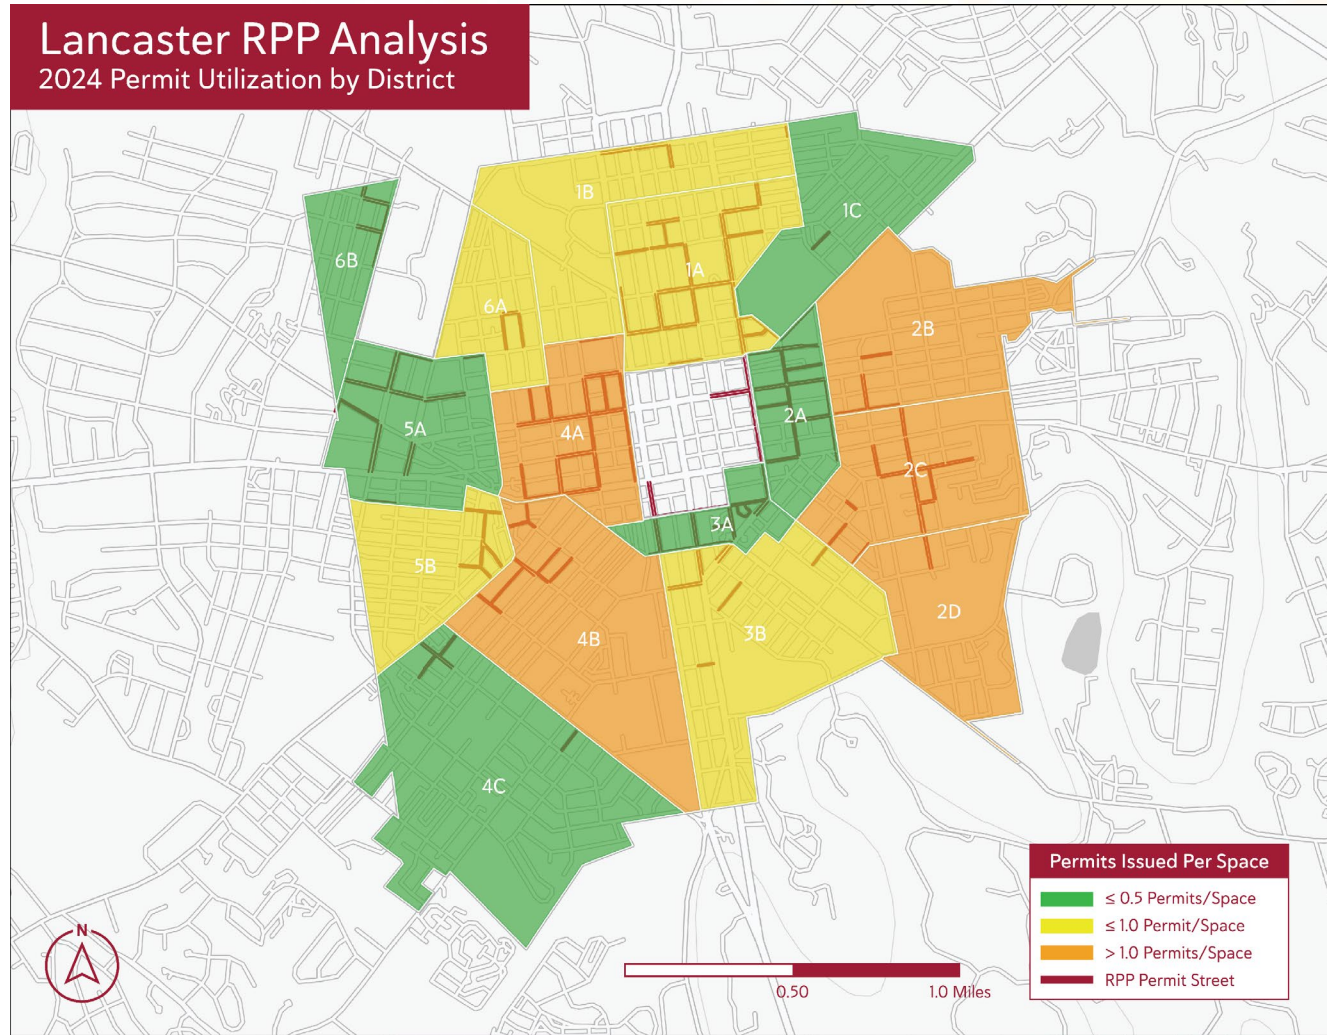 Lancaster RPP Analysis
2024 Permit Utilization by District
1B
1C
6B
1A
6A
2B
2A
5A
4A
2C
3A
5B
2D
3B
4B
4C
Permits Issued Per Space
≤ 0.5 Permits/Space
≤ 1.0 Permit/Space
> 1.0 Permits/Space
RPP Permit Street
N
0.50
1.0 Miles